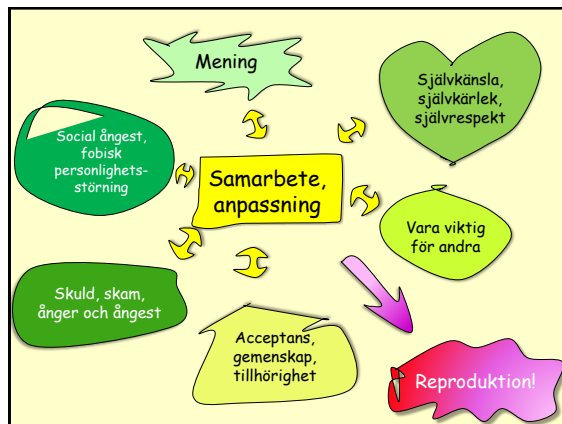 Mening
Självkänsla,
självkärlek,
självrespekt
Social ångest,
fobisk
personlighets-
störning
Samarbete,
anpassning
Vara viktig
för andra
Skuld, skam,
ånger och ångest
Acceptans,
gemenskap,
tillhörighet
Reproduktion!